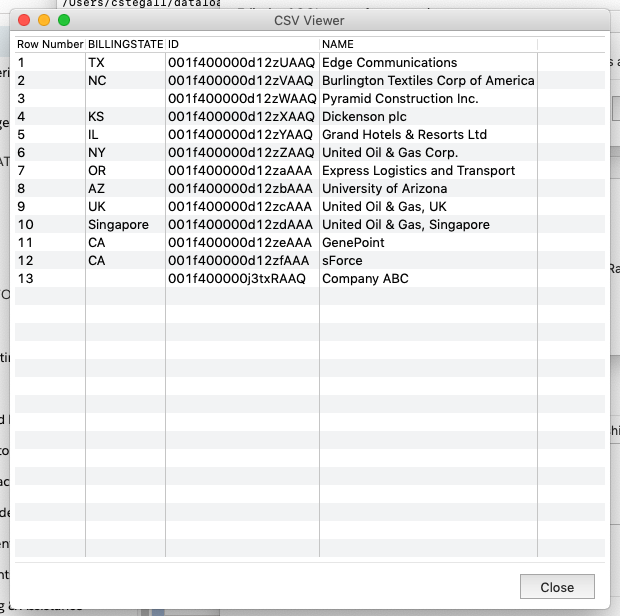 /Users/cstegall/dataloa
CSV Viewer
Row Number BILLINGSTATE ID NAME
1 TX 001f400000d12zUAAQ Edge Communications
2 NC 001f400000d12zVAAQ Burlington Textiles Corp of America
3 001f400000d12zWAAQ Pyramid Construction Inc.
4 KS 001f400000d12zXAAQ Dickenson plc
5 IL 001f400000d12zYAAQ Grand Hotels & Resorts Ltd
6 NY 001f400000d12zZAAQ United Oil & Gas Corp.
7 OR 001f400000d12zaAAA Express Logistics and Transport
8 AZ 001f400000d12zbAAA University of Arizona
9 UK 001f400000d12zcAAA United Oil & Gas, UK
10 Singapore 001f400000d12zdAAA United Oil & Gas, Singapore
11 CA 001f400000d12zeAAA GenePoint
12 CA 001f400000d12zfAAA sForce
13 001f400000j3txRAAQ Company ABC
Close